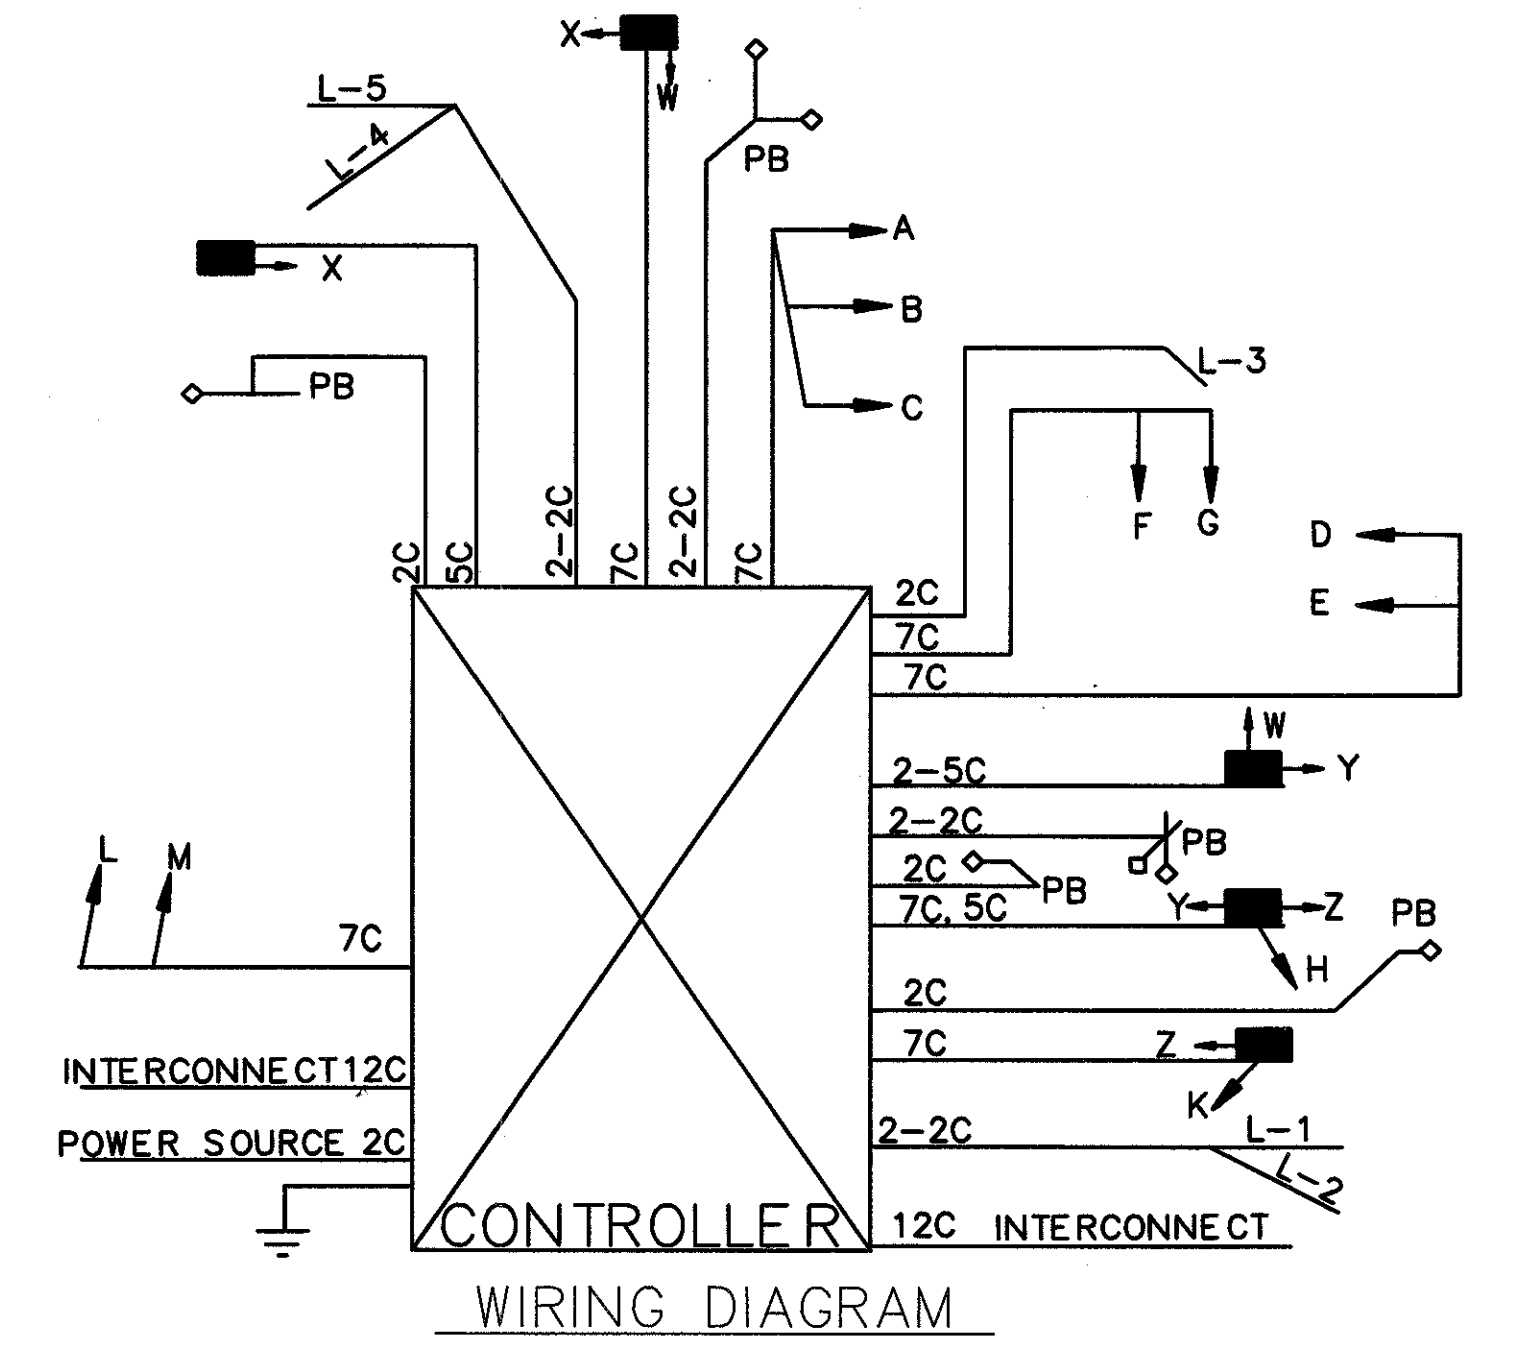 X
W
L-5
L-4
PB
X
A
B
C
PB
L-3
F
G
D
E
2C
5C
2-2C
7C
2-2C
7C
2C
7C
7C
W
2-5C
Y
2-2C
PB
L
M
2C
PB
7C, 5C
Y
Z
PB
7C
H
2C
7C
Z
INTERCONNECT 12C
K
POWER SOURCE 2C
2-2C
L-1
L-2
CONTROLLER
12C INTERCONNECT
WIRING DIAGRAM